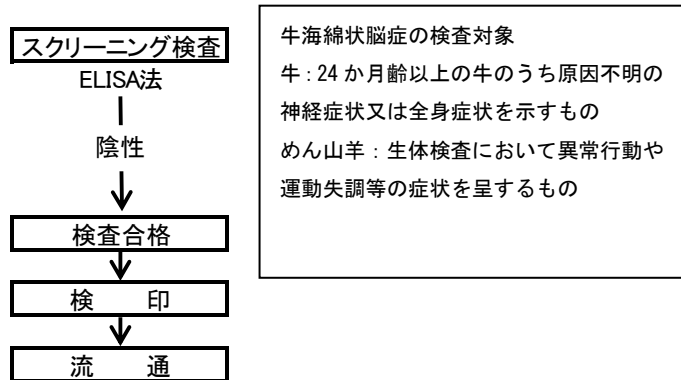 スクリーニング検査
ELISA法
陰性
検査合格
検　　印
流　　通
牛海綿状脳症の検査対象
牛：24 か月齢以上の牛のうち原因不明の
神経症状又は全身症状を示すもの
めん山羊：生体検査において異常行動や
運動失調等の症状を呈するもの